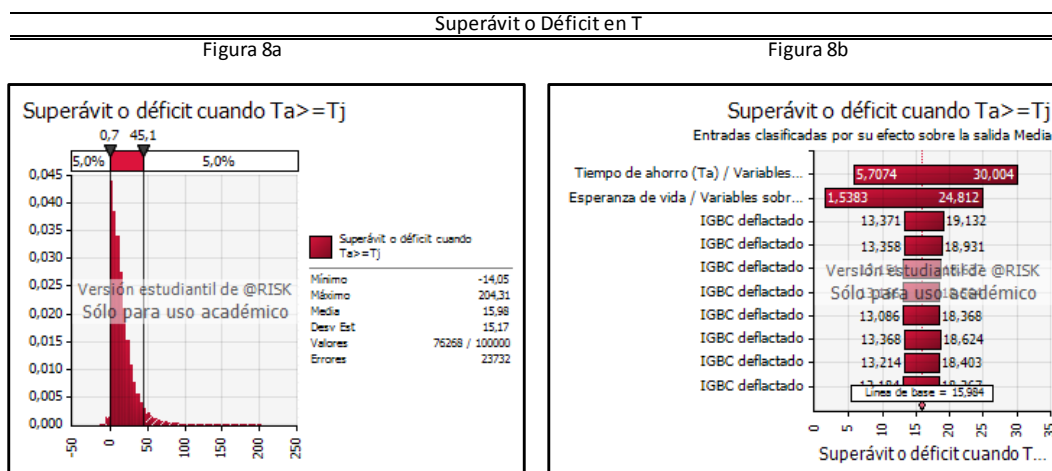 Superávit o Déficit en T
Figura 8a
Figura 8b
Superávit o déficit cuando Ta>=Tj
0,7 45,1
5,0% 5,0%
0,045
0,040
0,035
0,030
0,025
0,020
0,015
0,010
0,005
0,000
-50 0 50 100 150 200 250
Versión estudiantil de @RISK
Sólo para uso académico
Superávit o déficit cuando
Ta>=Tj
Mínimo -14,05
Máximo 204,31
Media 15,98
Desv Est 15,17
Valores 76268 / 100000
Errores 23732
Superávit o déficit cuando Ta>=Tj
Entradas clasificadas por su efecto sobre la salida Media
Tiempo de ahorro (Ta) / Variables... 5,7074 30,004
Esperanza de vida / Variables sobr... 1,5383 24,812
IGBC deflactado 13,371 19,132
IGBC deflactado 13,358 18,931
IGBC deflactado
IGBC deflactado
IGBC deflactado 13,086 18,368
IGBC deflactado 13,368 18,624
IGBC deflactado 13,214 18,403
IGBC deflactado
Versión estudiantil de @RISK
Sólo para uso académico
Línea de base = 15,984
0 5 10 15 20 25 30 35
Superávit o déficit cuando T...